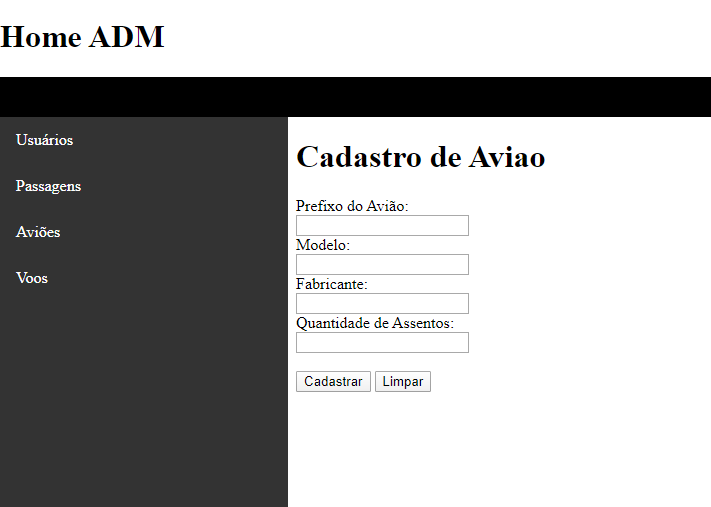 Home ADM
Usuários
Passagens
Aviões
Voos
Cadastro de Aviao
Prefixo do Avião:
Modelo:
Fabricante:
Quantidade de Assentos:
Cadastrar Limpar